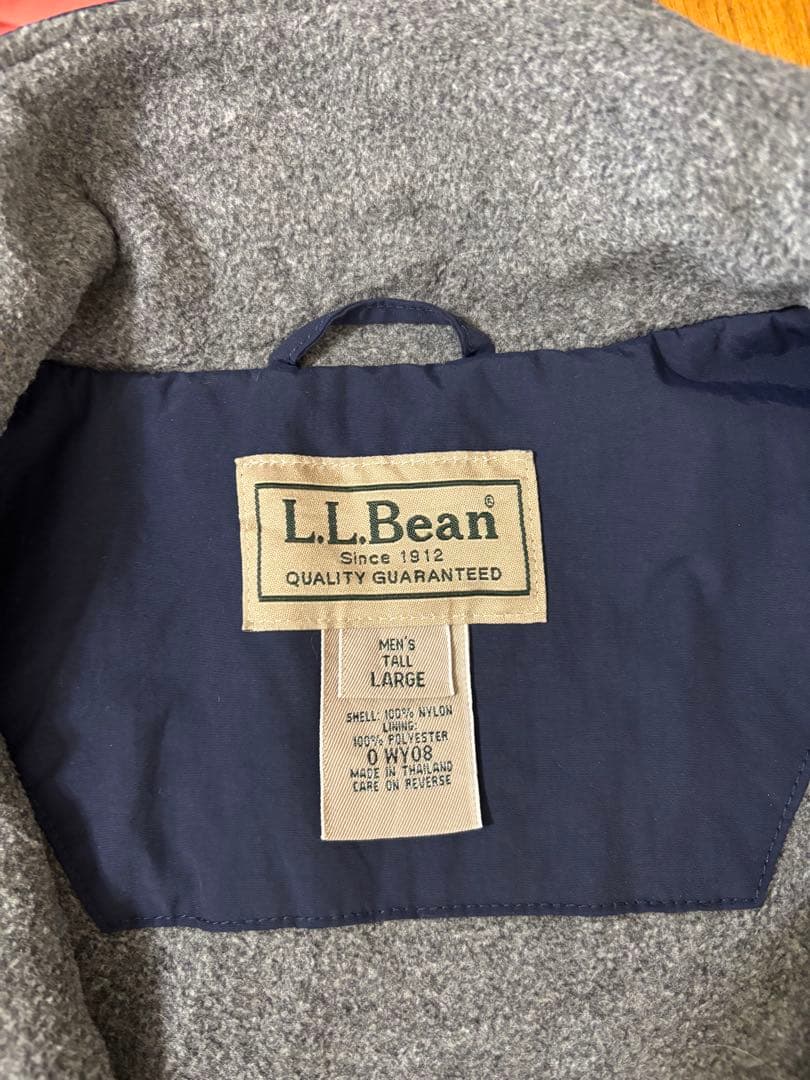 L.L.Bean®
Since 1912
QUALITY GUARANTEED
MEN'S
TALL
LARGE
SHELL: 100% NYLON
LINING:
100% POLYESTER
0 WY08
MADE IN THAILAND
CARE ON REVERSE